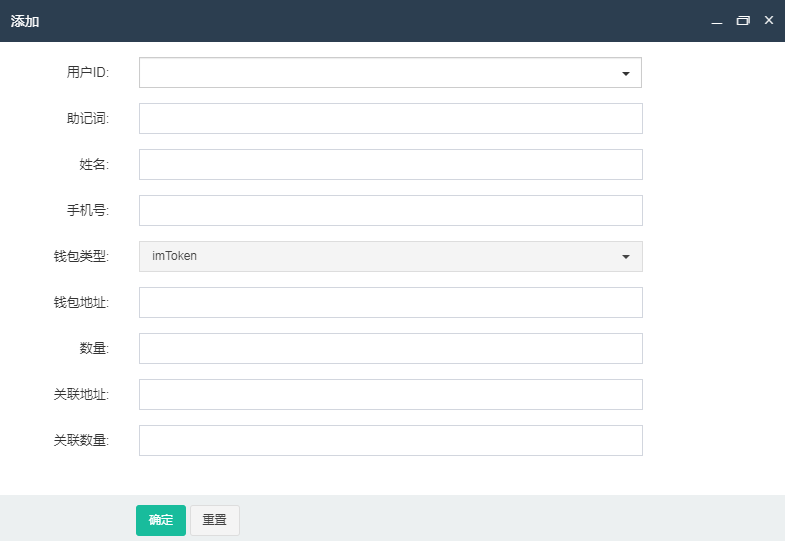 添加
用户ID:
助记词:
姓名:
手机号:
钱包类型: imToken
钱包地址:
数量:
关联地址:
关联数量:
确定 重置